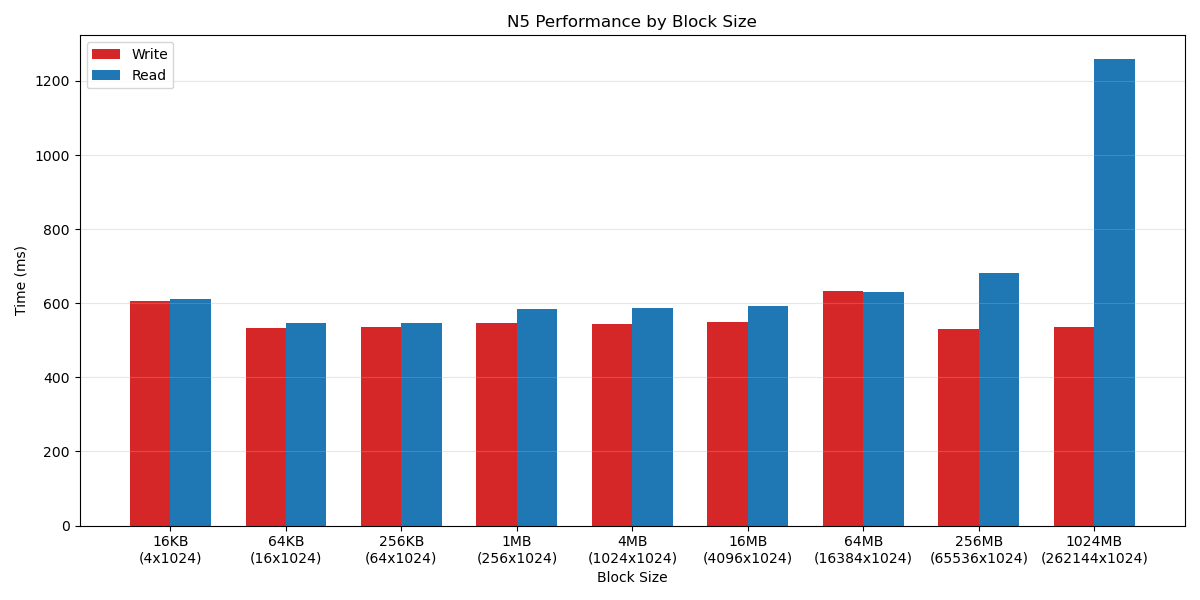 N5 Performance by Block Size
Write
Read
Time (ms)
1200
1000
800
600
400
200
0
16KB 64KB 256KB 1MB 4MB 16MB 64MB 256MB 1024MB
(4x1024) (16x1024) (64x1024) (256x1024) (1024x1024) (4096x1024) (16384x1024) (65536x1024) (262144x1024)
Block Size